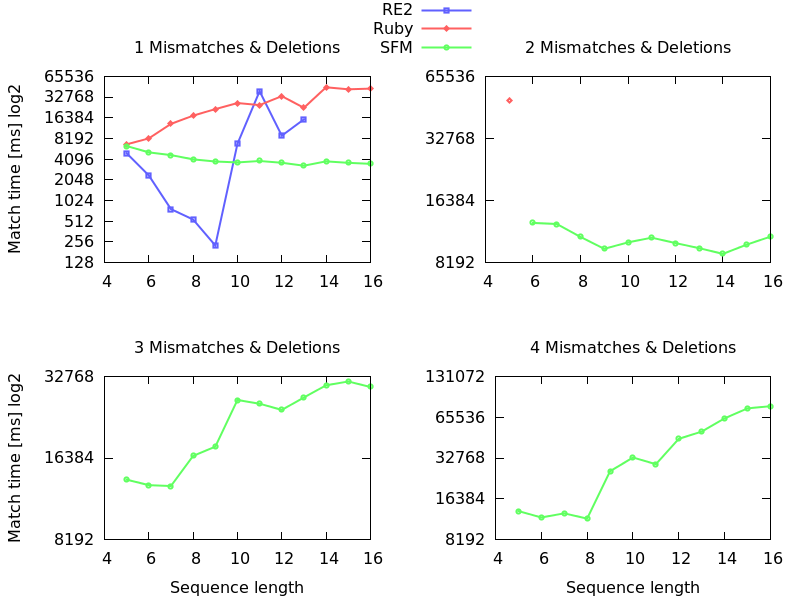 RE2
Ruby
SFM
1 Mismatches & Deletions
2 Mismatches & Deletions
Match time [ms] log2
65536
32768
16384
8192
4096
2048
1024
512
256
128
4 6 8 10 12 14 16
65536
32768
16384
8192
4 6 8 10 12 14 16
3 Mismatches & Deletions
4 Mismatches & Deletions
Match time [ms] log2
32768
16384
8192
4 6 8 10 12 14 16
Sequence length
131072
65536
32768
16384
8192
4 6 8 10 12 14 16
Sequence length